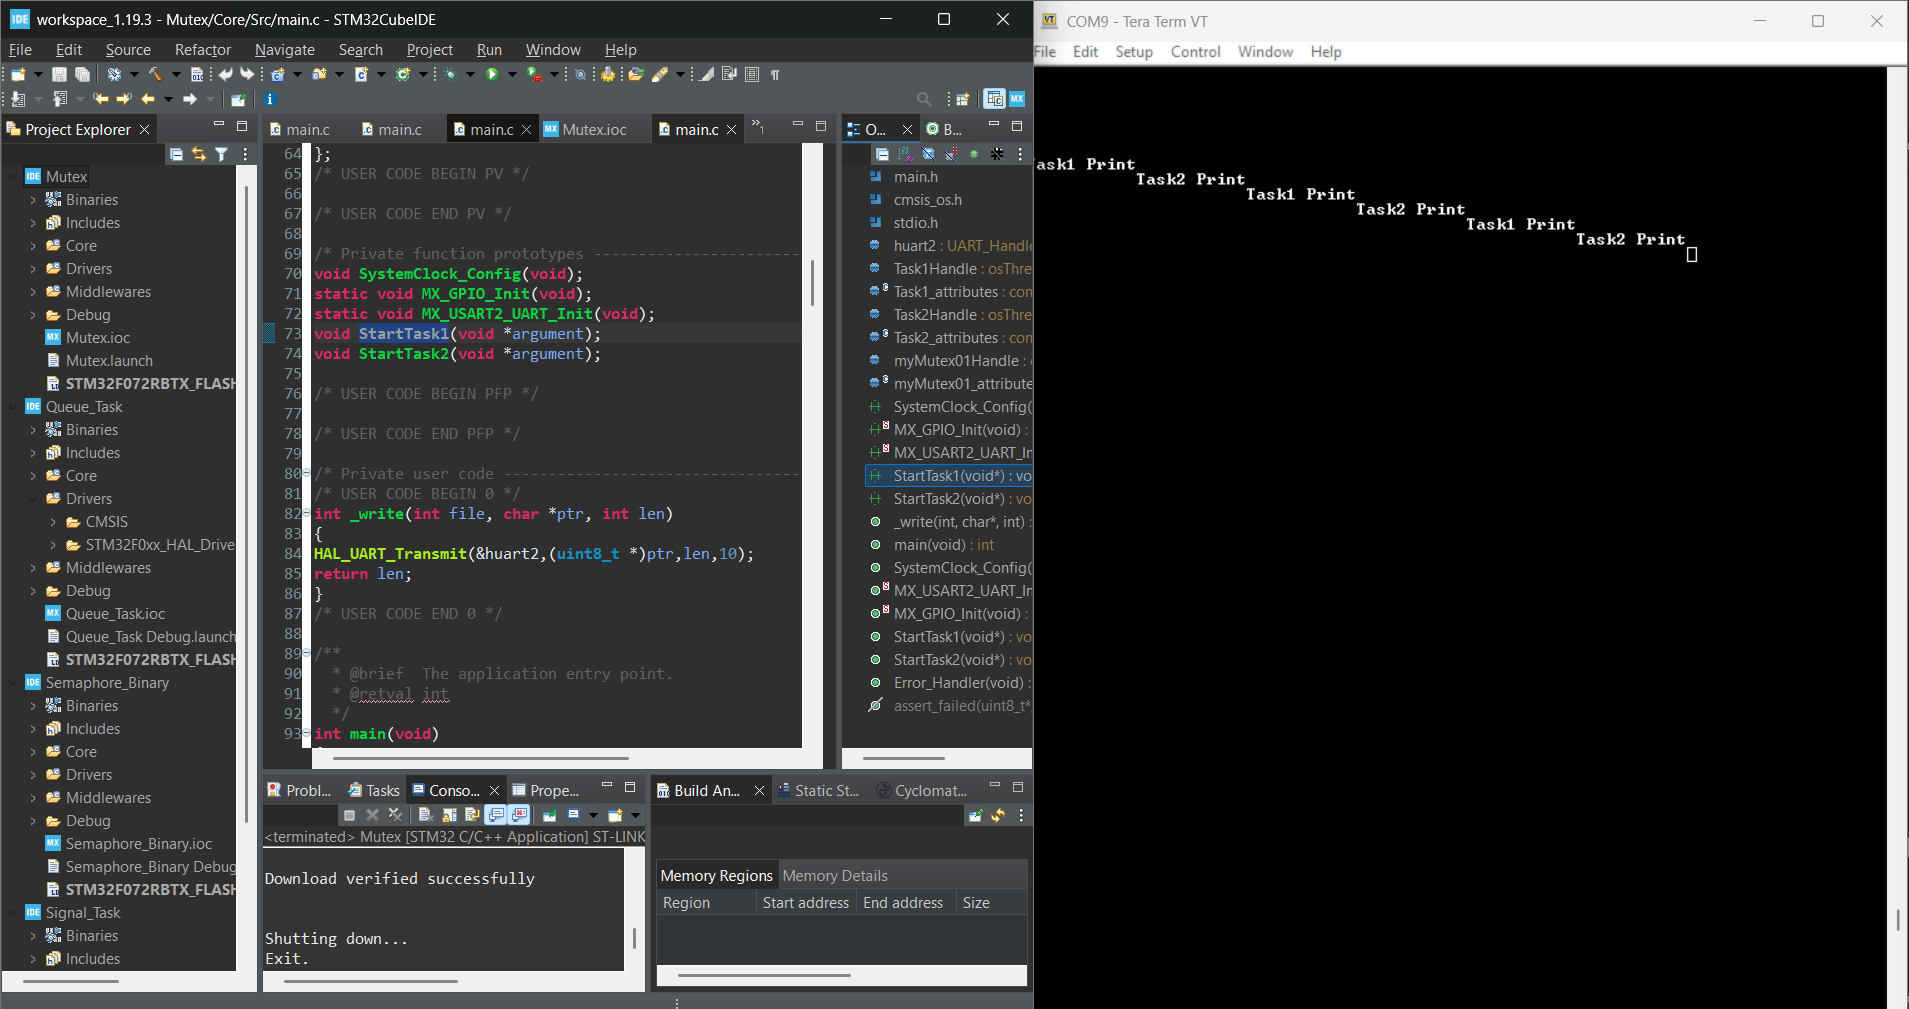 workspace_1.19.3 - Mutex/Core/Src/main.c - STM32CubeIDE
File Edit Source Refactor Navigate Search Project Run Window Help
Project Explorer
Mutex
Binaries
Includes
Core
Drivers
Middlewares
Debug
Mutex.ioc
Mutex.launch
STM32F072RBTX_FLASH
Queue_Task
Binaries
Includes
Core
Drivers
CMSIS
STM32F0xx_HAL_Drive
Middlewares
Debug
Queue_Task.ioc
Queue_Task Debug.launch
STM32F072RBTX_FLASH
Semaphore_Binary
Binaries
Includes
Core
Drivers
Middlewares
Debug
Semaphore_Binary.ioc
Semaphore_Binary Debug
STM32F072RBTX_FLASH
Signal_Task
Binaries
Includes
main.c main.c main.c Mutex.ioc main.c »1
64 };
65 /* USER CODE BEGIN PV */
66
67 /* USER CODE END PV */
68
69 /* Private function prototypes -----------------------
70 void SystemClock_Config(void);
71 static void MX_GPIO_Init(void);
72 static void MX_USART2_UART_Init(void);
73 void StartTask1(void *argument);
74 void StartTask2(void *argument);
75
76 /* USER CODE BEGIN PFP */
77
78 /* USER CODE END PFP */
79
80 /* Private user code ---------------------------------
81 /* USER CODE BEGIN 0 */
82 int _write(int file, char *ptr, int len)
83 {
84 HAL_UART_Transmit(&huart2,(uint8_t *)ptr,len,10);
85 return len;
86 }
87 /* USER CODE END 0 */
88
89 /**
90 * @brief  The application entry point.
91 * @retval int
92 */
93 int main(void)
O... B...
main.h
cmsis_os.h
stdio.h
huart2 : UART_Handle
Task1Handle : osThre
Task1_attributes : con
Task2Handle : osThre
Task2_attributes : con
myMutex01Handle :
myMutex01_attribute
SystemClock_Config(
MX_GPIO_Init(void) :
MX_USART2_UART_In
StartTask1(void*) : vo
StartTask2(void*) : vo
_write(int, char*, int) :
main(void) : int
SystemClock_Config(
MX_USART2_UART_In
MX_GPIO_Init(void) :
StartTask1(void*) : vo
StartTask2(void*) : vo
Error_Handler(void) :
assert_failed(uint8_t*
Probl... Tasks Conso... Prope...
<terminated> Mutex [STM32 C/C++ Application] ST-LINK
Download verified successfully
Shutting down...
Exit.
Build An... Static St... Cyclomat...
Memory Regions Memory Details
Region Start address End address Size
COM9 - Tera Term VT
File Edit Setup Control Window Help
ask1 Print
Task2 Print
Task1 Print
Task2 Print
Task1 Print
Task2 Print